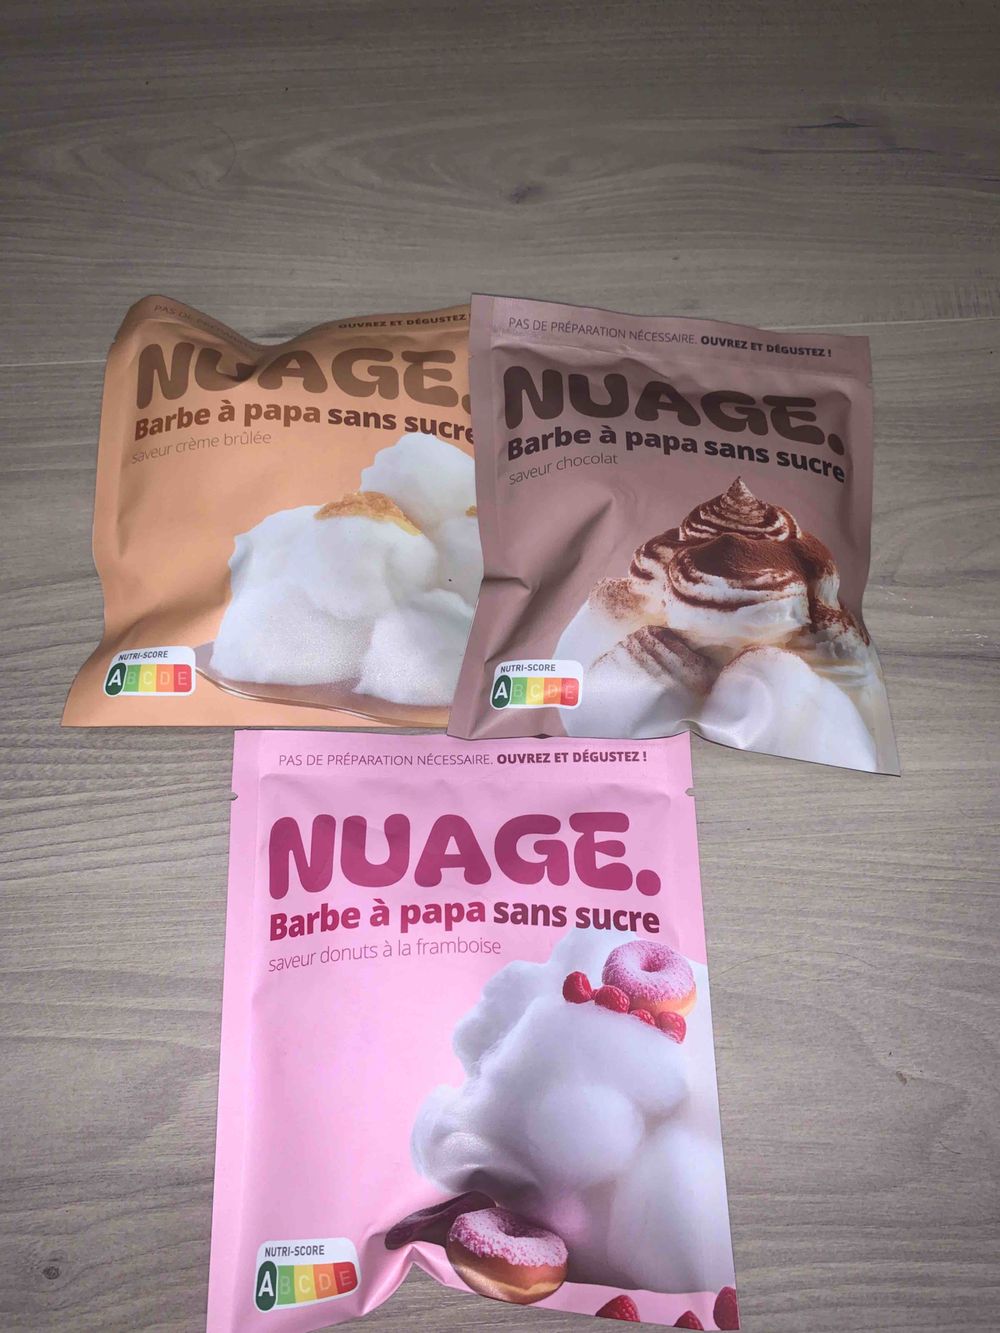 PAS DE PRÉPARATION
OUVREZ ET DÉGUSTEZ !
NUAGE.
Barbe à papa sans sucre
saveur crème brûlée
NUTRI-SCORE
A B C D E
PAS DE PRÉPARATION NÉCESSAIRE. OUVREZ ET DÉGUSTEZ !
NUAGE.
Barbe à papa sans sucre
saveur chocolat
NUTRI-SCORE
A B C D E
PAS DE PRÉPARATION NÉCESSAIRE. OUVREZ ET DÉGUSTEZ !
NUAGE.
Barbe à papa sans sucre
saveur donuts à la framboise
NUTRI-SCORE
A B C D E